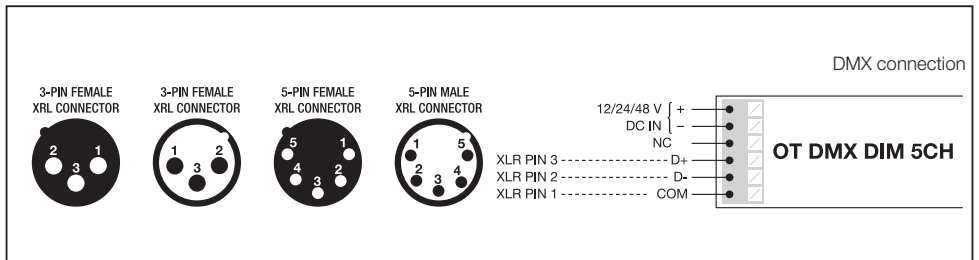 DMX connection
3-PIN FEMALE
XRL CONNECTOR
2 1
3
3-PIN FEMALE
XRL CONNECTOR
1 2
3
5-PIN FEMALE
XRL CONNECTOR
5 1
4 2
3
5-PIN MALE
XRL CONNECTOR
1 5
2 4
3
12/24/48 V { +
DC IN { −
NC
XLR PIN 3 D+
XLR PIN 2 D-
XLR PIN 1 COM
OT DMX DIM 5CH